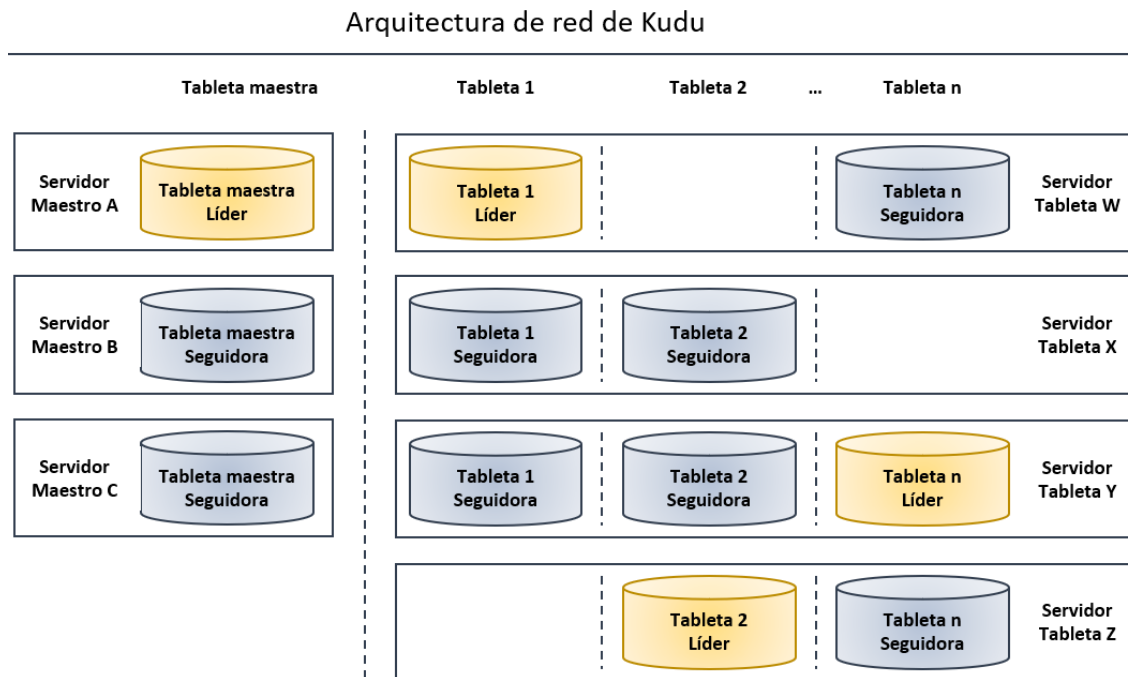 Arquitectura de red de Kudu
Tableta maestra
Tableta 1
Tableta 2
...
Tableta n
Servidor
Maestro A
Tableta maestra
Líder
Tableta 1
Líder
Tableta n
Seguidora
Servidor
Tableta W
Servidor
Maestro B
Tableta maestra
Seguidora
Tableta 1
Seguidora
Tableta 2
Seguidora
Servidor
Tableta X
Servidor
Maestro C
Tableta maestra
Seguidora
Tableta 1
Seguidora
Tableta 2
Seguidora
Tableta n
Líder
Servidor
Tableta Y
Tableta 2
Líder
Tableta n
Seguidora
Servidor
Tableta Z